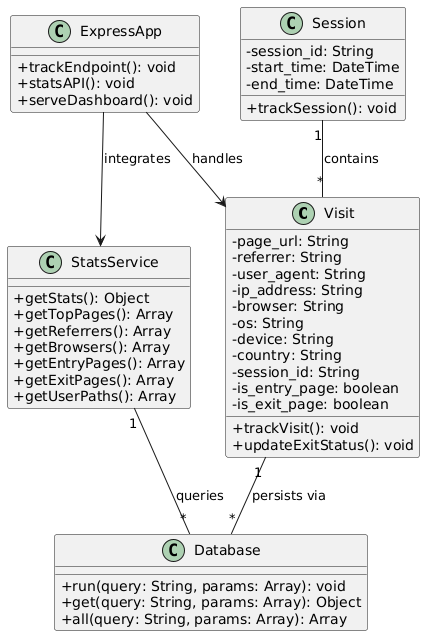 C ExpressApp
+trackEndpoint(): void
+statsAPI(): void
+serveDashboard(): void
C Session
-session_id: String
-start_time: DateTime
-end_time: DateTime
+trackSession(): void
integrates
handles
1
contains
*
C StatsService
+getStats(): Object
+getTopPages(): Array
+getReferrers(): Array
+getBrowsers(): Array
+getEntryPages(): Array
+getExitPages(): Array
+getUserPaths(): Array
C Visit
-page_url: String
-referrer: String
-user_agent: String
-ip_address: String
-browser: String
-os: String
-device: String
-country: String
-session_id: String
-is_entry_page: boolean
-is_exit_page: boolean
+trackVisit(): void
+updateExitStatus(): void
1
queries
*
1
persists via
*
C Database
+run(query: String, params: Array): void
+get(query: String, params: Array): Object
+all(query: String, params: Array): Array